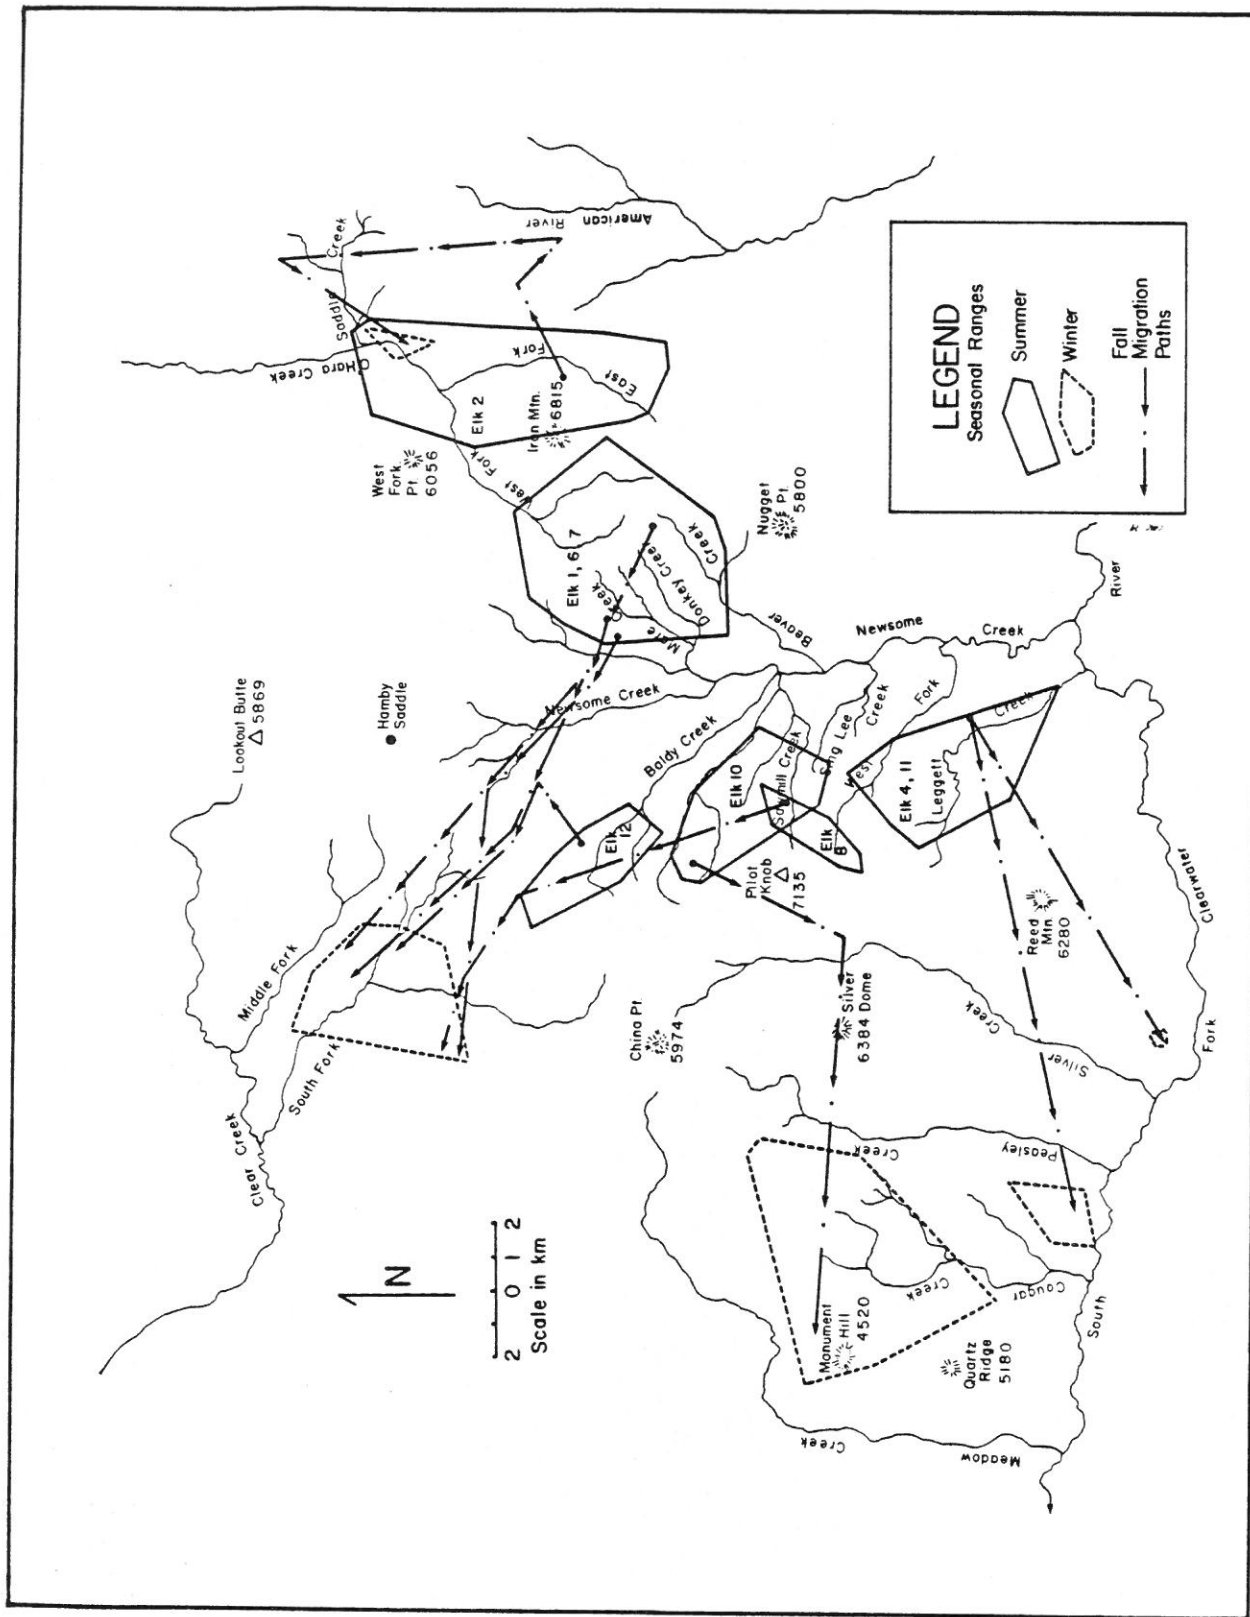 Lookout Butte
5869
Hamby
Saddle
Clear Creek
Middle Fork
South Fork
N
2 0 1 2
Scale in km
O'Hara Creek
Saddle
Creek
West
Fork
Pt.
6056
Elk 2
Iron Mtn.
6815
East
Fork
West Fork
American
River
Elk 1, 6, 7
Mare
Creek
Donkey Creek
Creek
Beaver
Nugget
Pt.
5800
Newsome Creek
Newsome
Creek
Baldy Creek
Elk
12
Elk 10
Sawmill Creek
Sing Lee
Creek
West
Fork
Elk
8
Pilot
Knob
7135
Elk 4, 11
Leggett
Creek
River
China Pt.
5974
Silver
Dome
6384
Silver
Creek
Reed
Mtn.
6280
Clearwater
Fork
South
Peasley
Creek
Cougar
Creek
Monument
Hill
4520
Quartz
Ridge
5180
Meadow
Creek
LEGEND
Seasonal Ranges
Summer
Winter
Fall
Migration
Paths